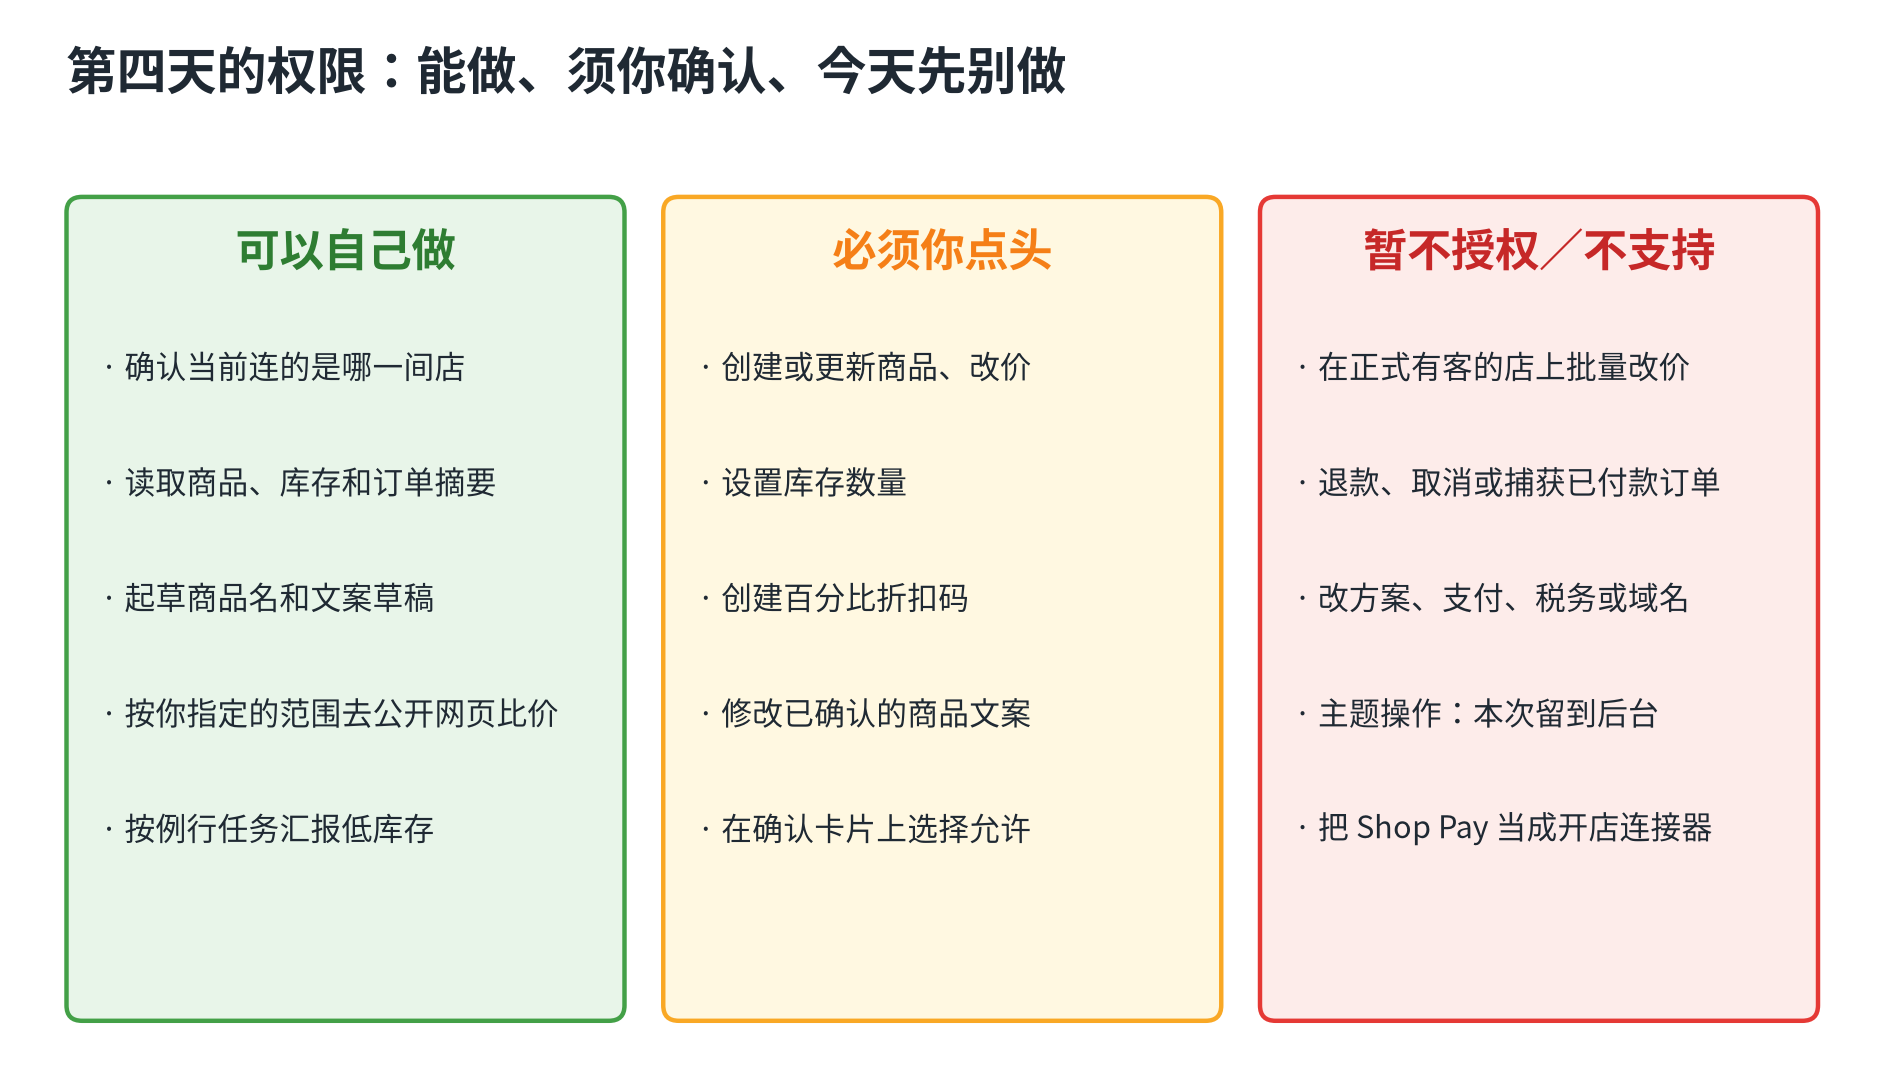 第四天的权限：能做、须你确认、今天先别做
可以自己做
· 确认当前连的是哪一间店
· 读取商品、库存和订单摘要
· 起草商品名和文案草稿
· 按你指定的范围去公开网页比价
· 按例行任务汇报低库存
必须你点头
· 创建或更新商品、改价
· 设置库存数量
· 创建百分比折扣码
· 修改已确认的商品文案
· 在确认卡片上选择允许
暂不授权／不支持
· 在正式有客的店上批量改价
· 退款、取消或捕获已付款订单
· 改方案、支付、税务或域名
· 主题操作：本次留到后台
· 把 Shop Pay 当成开店连接器